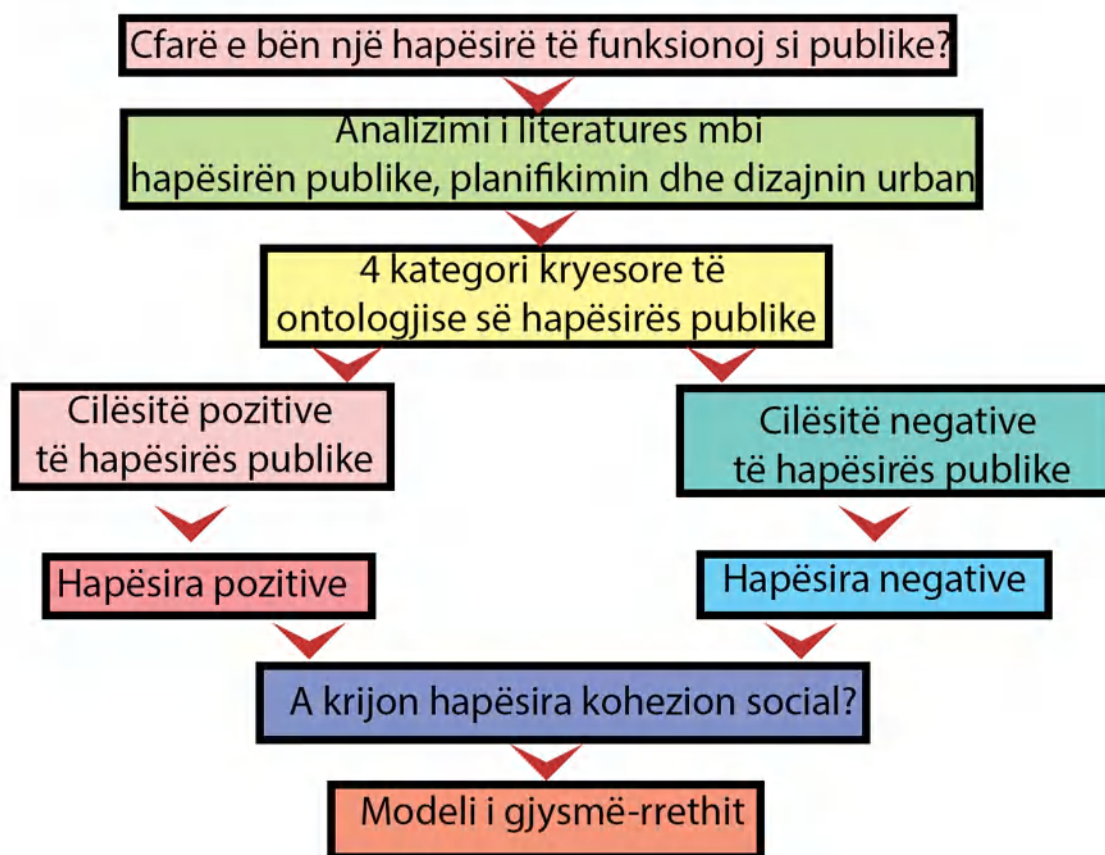 Cfarë e bën një hapësirë të funksionoj si publike?
Analizimi i literatures mbi
hapësirën publike, planifikimin dhe dizajnin urban
4 kategori kryesore të
ontologjise së hapësirës publike
Cilësitë pozitive
të hapësirës publike
Cilësitë negative
të hapësirës publike
Hapësira pozitive
Hapësira negative
A krijon hapësira kohezion social?
Modeli i gjysmë-rrethit